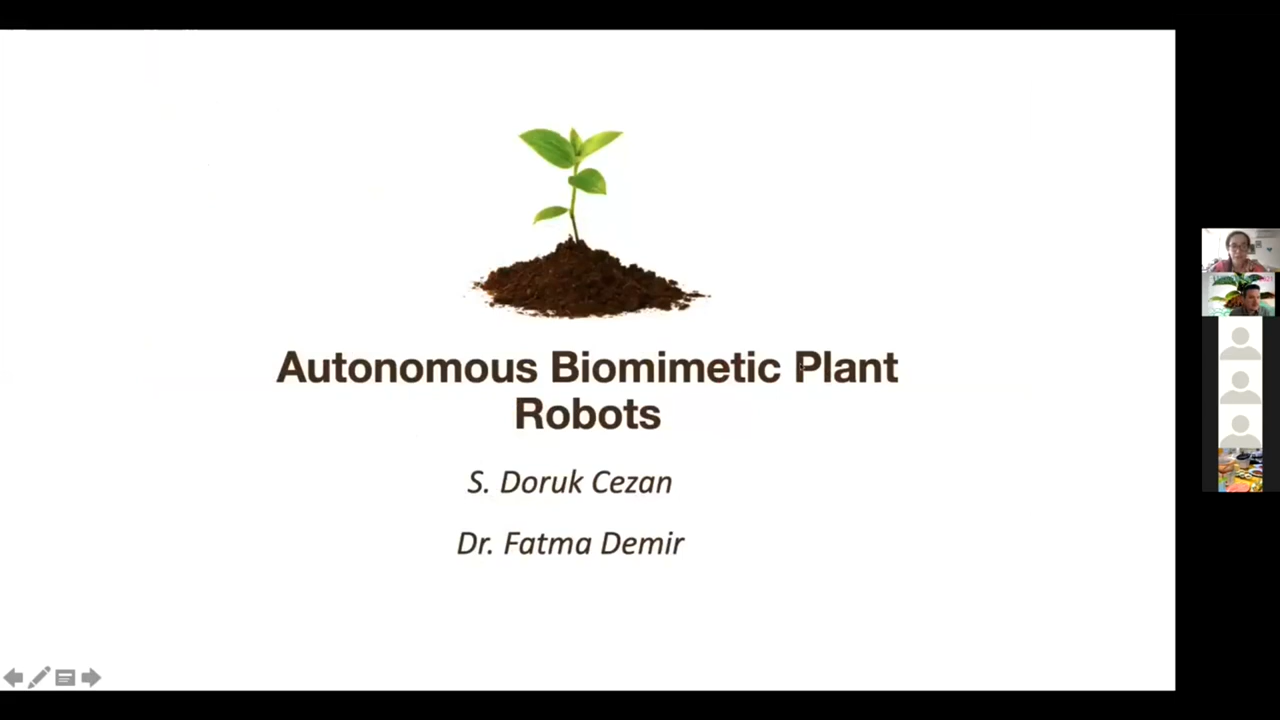 Autonomous Biomimetic Plant
Robots
S. Doruk Cezan
Dr. Fatma Demir